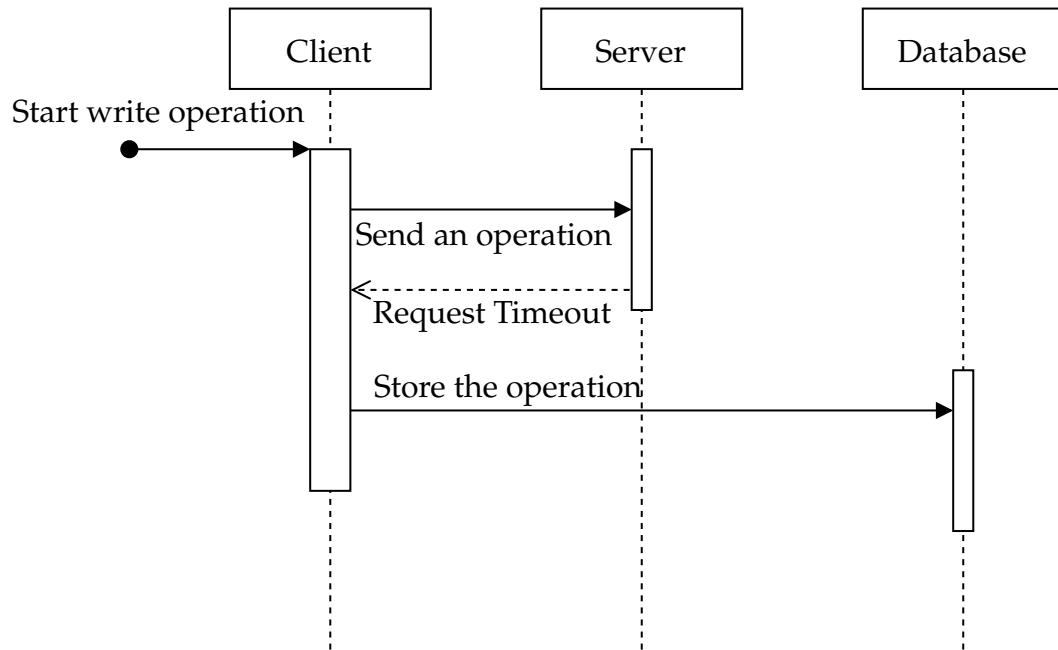 Client
Server
Database
Start write operation
Send an operation
Request Timeout
Store the operation